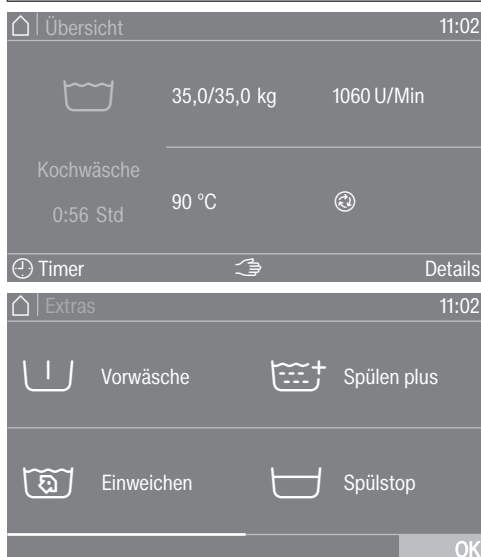 Übersicht 11:02
35,0/35,0 kg 1060 U/Min
Kochwäsche
0:56 Std
90 °C
Timer Details
Extras 11:02
Vorwäsche Spülen plus
Einweichen Spülstop
OK